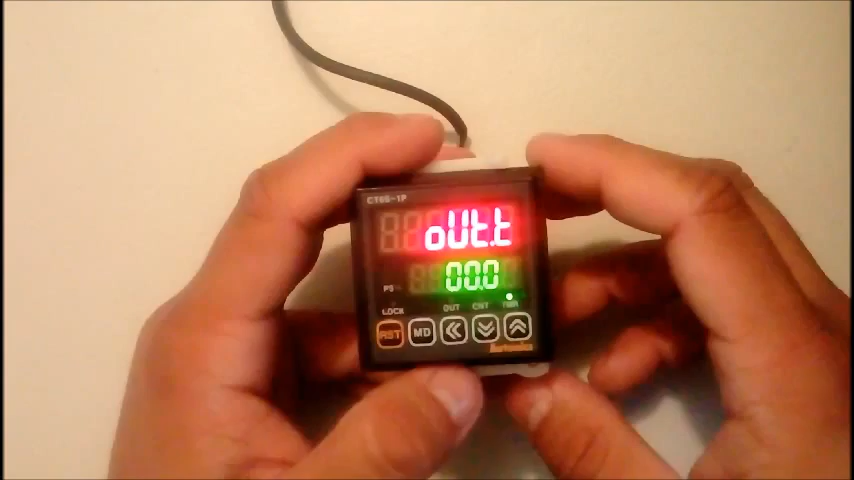 CT6S-1P
oUt.t
00.0
PS
LOCK OUT CNT TMR
RST MD
Autonics